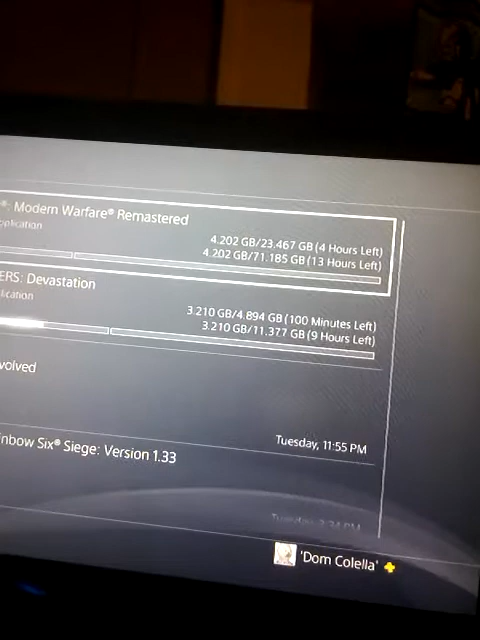 ®: Modern Warfare® Remastered
pplication
4.202 GB/23.467 GB (4 Hours Left)
4.202 GB/71.185 GB (13 Hours Left)
ERS: Devastation
lication
3.210 GB/4.894 GB (100 Minutes Left)
3.210 GB/11.377 GB (9 Hours Left)
volved
Tuesday, 11:55 PM
nbow Six® Siege: Version 1.33
'Dom Colella'